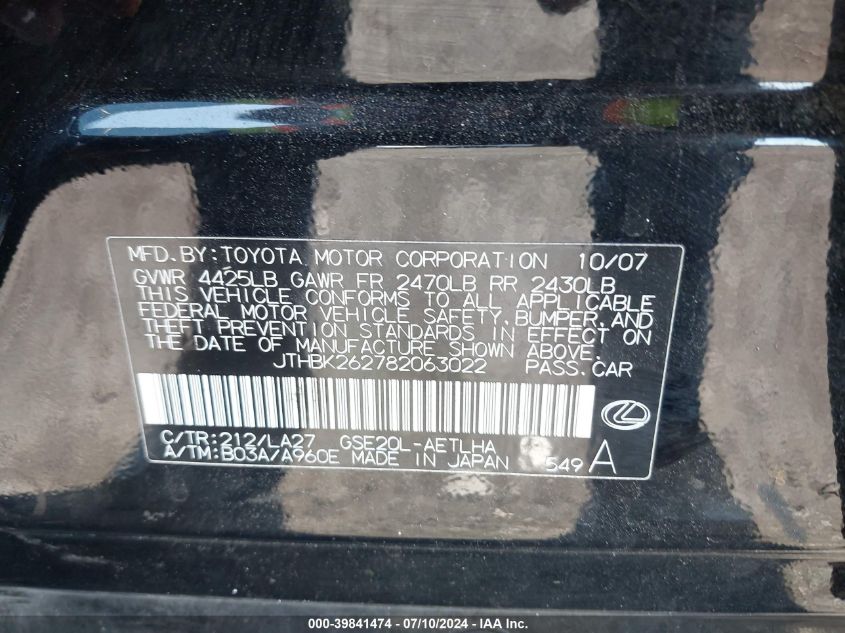 MFD.BY:TOYOTA MOTOR CORPORATION 10/07
GVWR 4425LB GAWR FR 2470LB RR 2430LB
THIS VEHICLE CONFORMS TO ALL APPLICABLE
FEDERAL MOTOR VEHICLE SAFETY, BUMPER, AND
THEFT PREVENTION STANDARDS IN EFFECT ON
THE DATE OF MANUFACTURE SHOWN ABOVE.
JTHBK262782063022 PASS.CAR
C/TR:212/LA27 GSE20L-AETLHA
A/TM:B03A/A960E MADE IN JAPAN 549 A
000-39841474 - 07/10/2024 - IAA Inc.